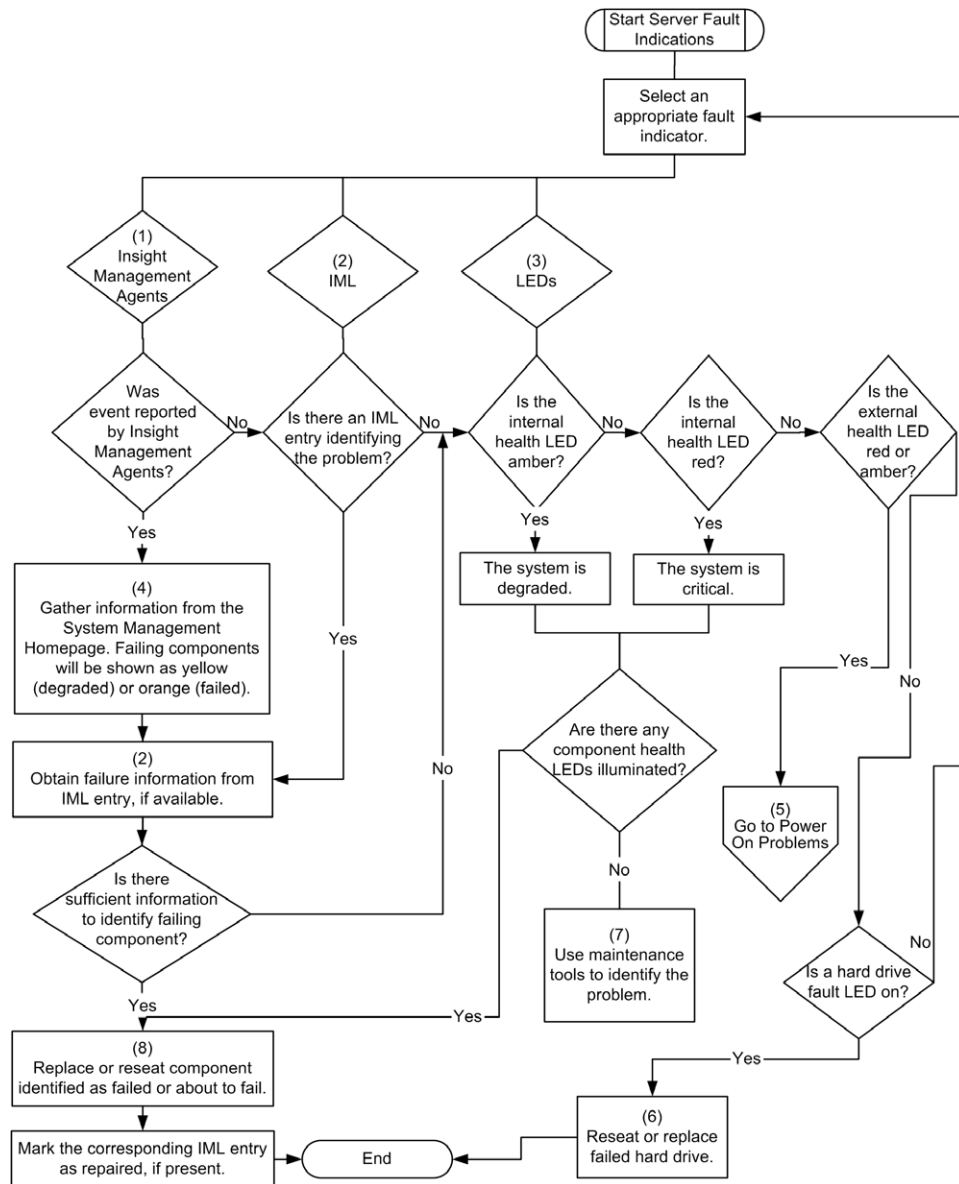 Start Server Fault
Indications
Select an
appropriate fault
indicator.
(1)
Insight
Management
Agents
(2)
IML
(3)
LEDs
Was
event reported
by Insight
Management
Agents?
No
Is there an IML
entry identifying
the problem?
No
Is the
internal
health LED
amber?
No
Is the
internal
health LED
red?
No
Is the
external
health LED
red or
amber?
Yes
Yes
Yes
(4)
Gather information from the
System Management
Homepage. Failing components
will be shown as yellow
(degraded) or orange (failed).
Yes
The system is
degraded.
The system is
critical.
Yes
No
(2)
Obtain failure information from
IML entry, if available.
No
Are there any
component health
LEDs illuminated?
(5)
Go to Power
On Problems
Is there
sufficient information
to identify failing
component?
No
(7)
Use maintenance
tools to identify the
problem.
No
Is a hard drive
fault LED on?
Yes
Yes
Yes
(8)
Replace or reseat component
identified as failed or about to fail.
(6)
Reseat or replace
failed hard drive.
Mark the corresponding IML entry
as repaired, if present.
End